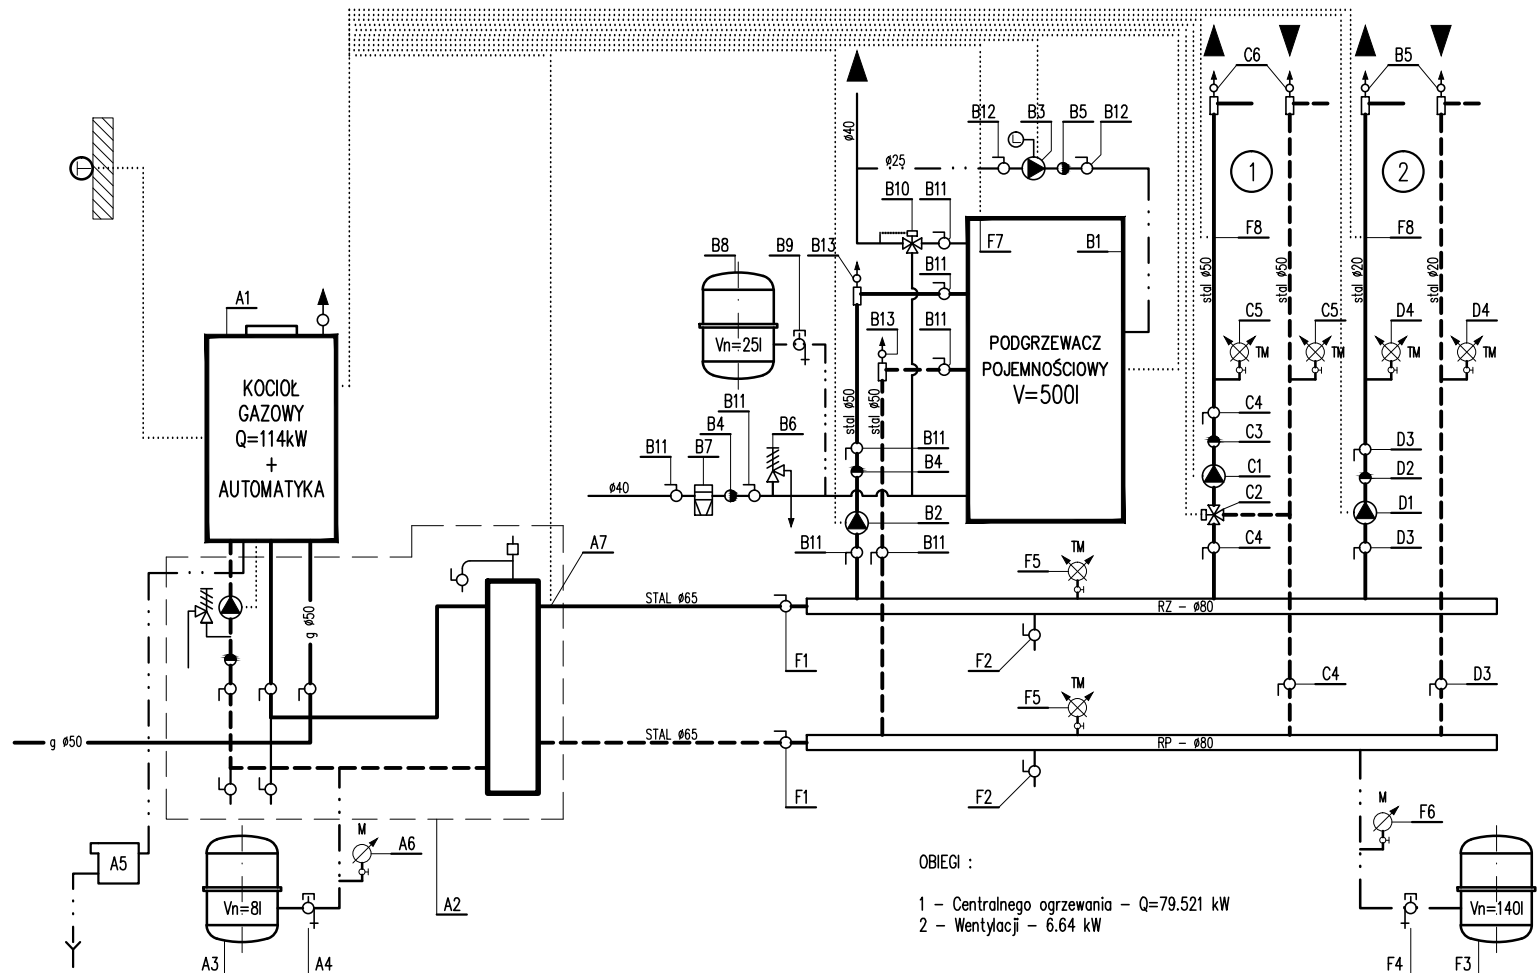 C6
B5
B12
B3
B5
B12
ø40
ø25
1
2
B10
B11
B8
B9
B13
F7
B1
F8
F8
B11
stal ø50
stal ø50
stal ø20
stal ø20
A1
C5
C5
D4
D4
B13
B11
TM
TM
TM
TM
Vn=25l
PODGRZEWACZ
POJEMNOŚCIOWY
V=500l
KOCIOŁ
GAZOWY
Q=114kW
+
AUTOMATYKA
stal ø50
stal ø50
B11
B4
B6
C4
B11
B7
B11
C3
D3
B4
D2
C1
ø40
C2
B2
D1
B11
B11
C4
D3
A7
TM
F5
STAL ø65
RZ - ø80
g ø50
F1
F2
C4
D3
TM
F5
g ø50
STAL ø65
RP - ø80
F1
F2
M
A6
M
F6
A5
Vn=8l
A2
Vn=140l
A3
A4
F4
F3
OBIEGI :
1 - Centralnego ogrzewania - Q=79.521 kW
2 - Wentylacji - 6.64 kW